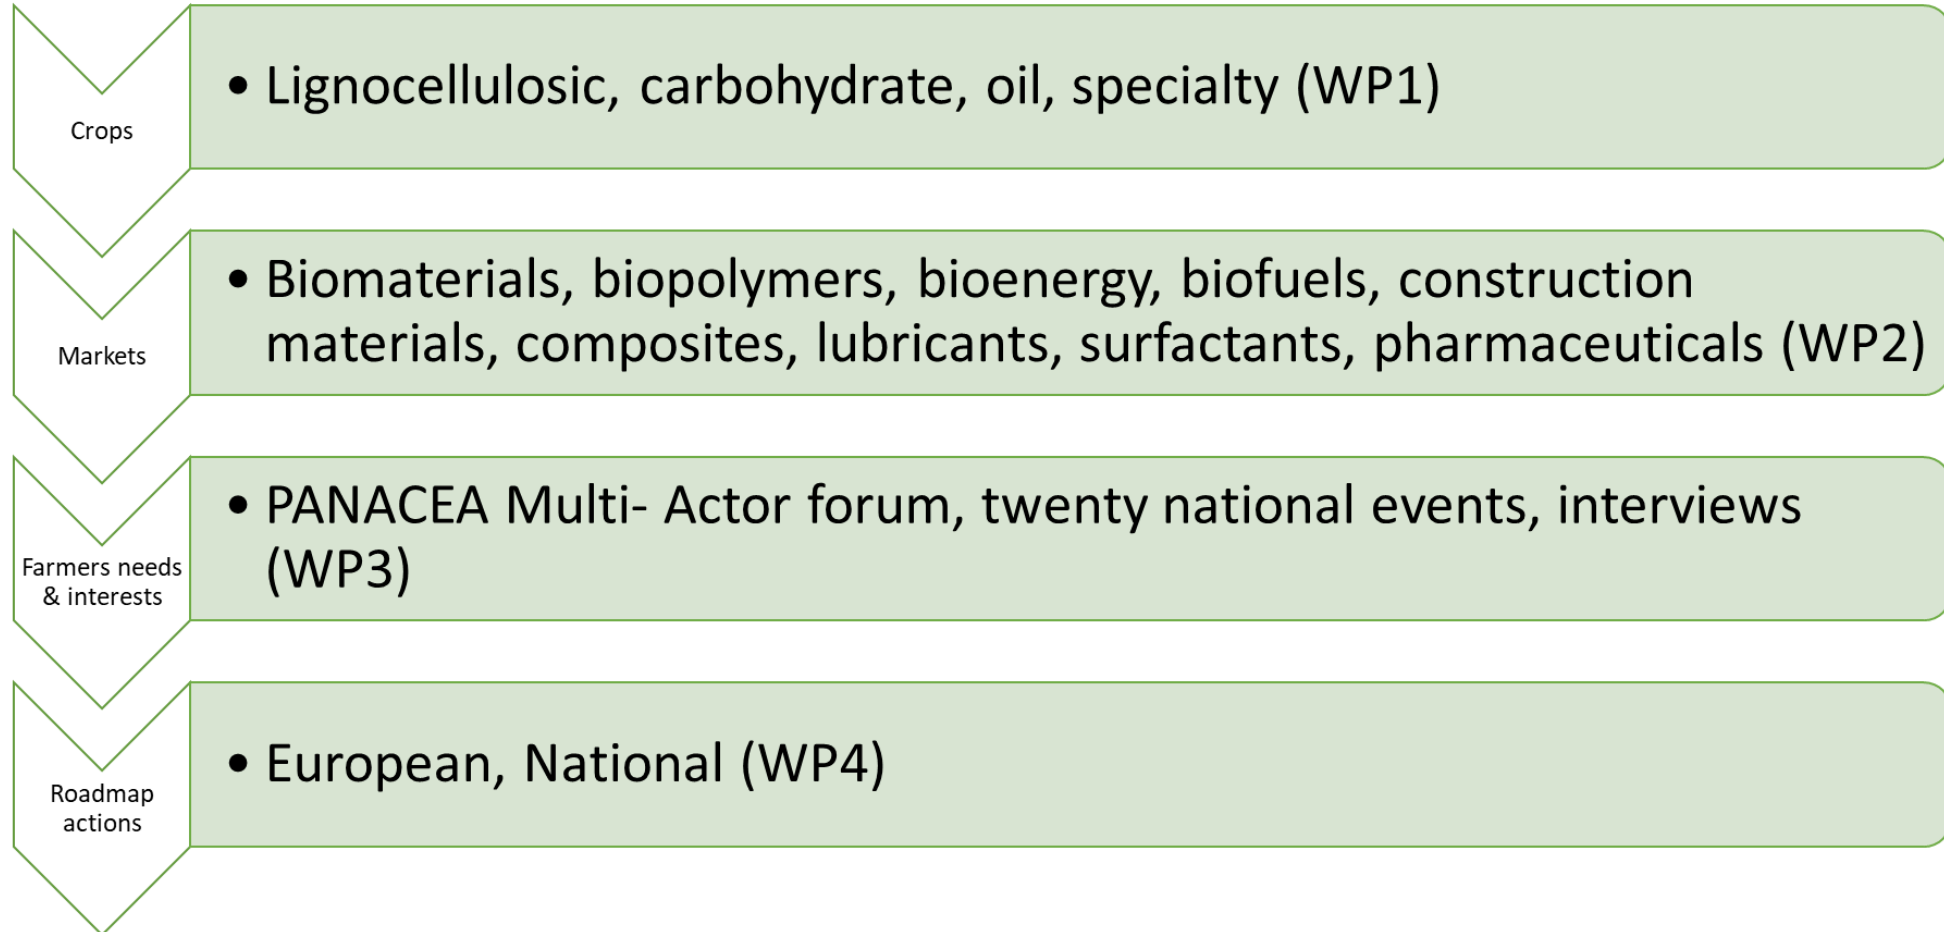 Crops
• Lignocellulosic, carbohydrate, oil, specialty (WP1)
Markets
• Biomaterials, biopolymers, bioenergy, biofuels, construction
materials, composites, lubricants, surfactants, pharmaceuticals (WP2)
Farmers needs
& interests
• PANACEA Multi- Actor forum, twenty national events, interviews
(WP3)
Roadmap
actions
• European, National (WP4)